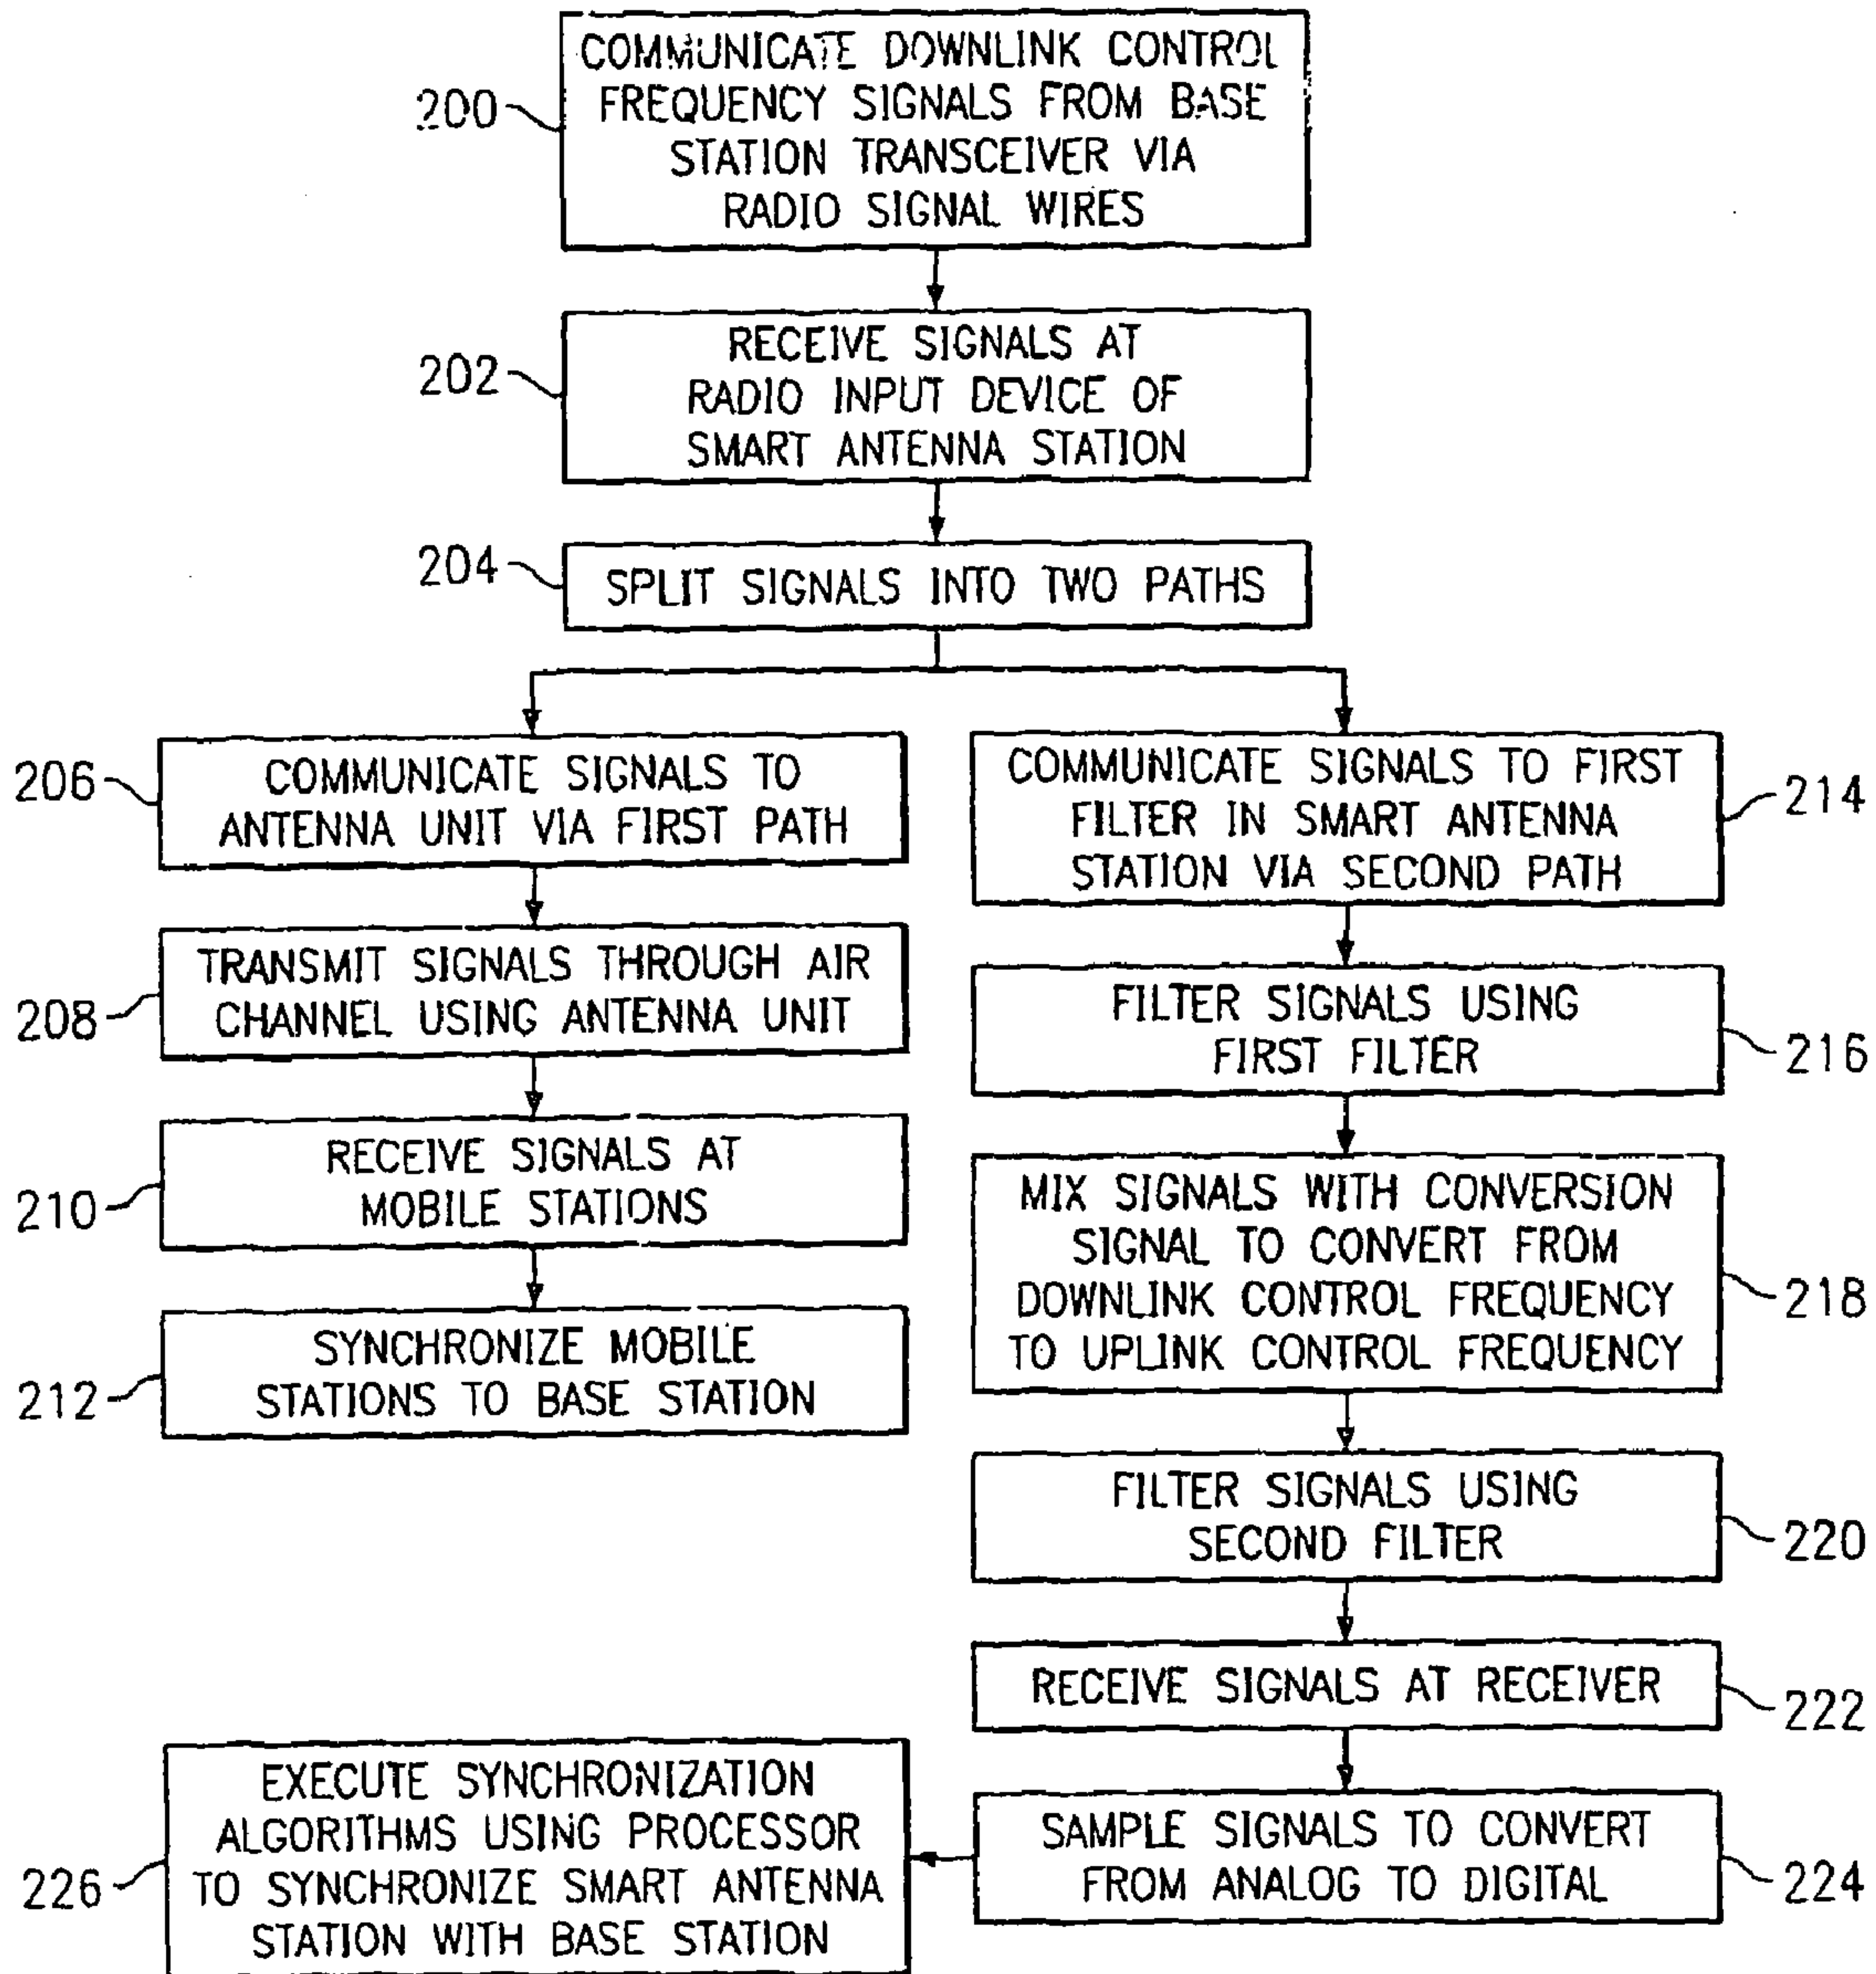 200
COMMUNICATE DOWNLINK CONTROL
FREQUENCY SIGNALS FROM BASE
STATION TRANSCEIVER VIA
RADIO SIGNAL WIRES
202
RECEIVE SIGNALS AT
RADIO INPUT DEVICE OF
SMART ANTENNA STATION
204
SPLIT SIGNALS INTO TWO PATHS
206
COMMUNICATE SIGNALS TO
ANTENNA UNIT VIA FIRST PATH
208
TRANSMIT SIGNALS THROUGH AIR
CHANNEL USING ANTENNA UNIT
210
RECEIVE SIGNALS AT
MOBILE STATIONS
212
SYNCHRONIZE MOBILE
STATIONS TO BASE STATION
COMMUNICATE SIGNALS TO FIRST
FILTER IN SMART ANTENNA
STATION VIA SECOND PATH
214
FILTER SIGNALS USING
FIRST FILTER
216
MIX SIGNALS WITH CONVERSION
SIGNAL TO CONVERT FROM
DOWNLINK CONTROL FREQUENCY
TO UPLINK CONTROL FREQUENCY
218
FILTER SIGNALS USING
SECOND FILTER
220
RECEIVE SIGNALS AT RECEIVER
222
SAMPLE SIGNALS TO CONVERT
FROM ANALOG TO DIGITAL
224
226
EXECUTE SYNCHRONIZATION
ALGORITHMS USING PROCESSOR
TO SYNCHRONIZE SMART ANTENNA
STATION WITH BASE STATION